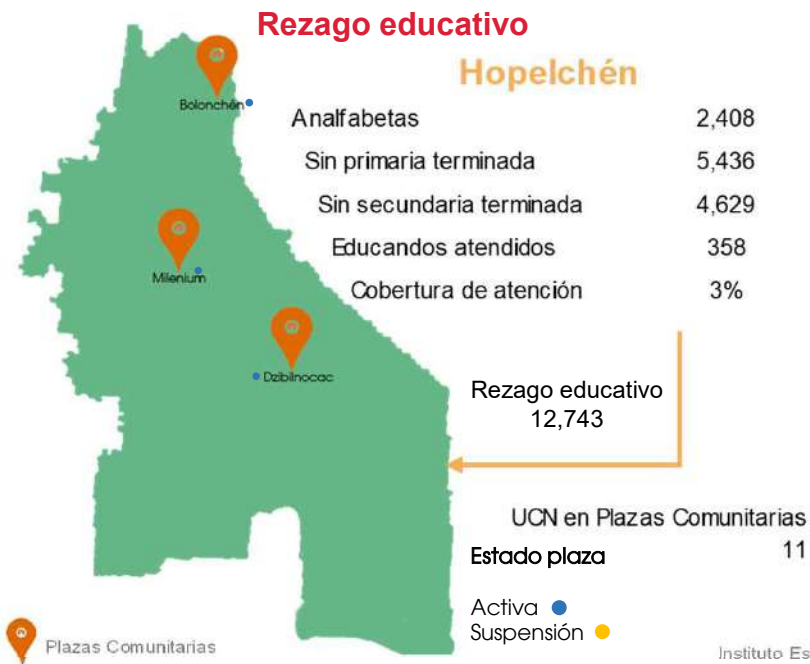 Rezago educativo
Hopelchén
Bolonchén
Analfabetas 2,408
Sin primaria terminada 5,436
Sin secundaria terminada 4,629
Educandos atendidos 358
Milenium
Cobertura de atención 3%
Dzibilnocac
Rezago educativo
12,743
UCN en Plazas Comunitarias
11
Estado plaza
Activa
Suspensión
Plazas Comunitarias
Instituto Es